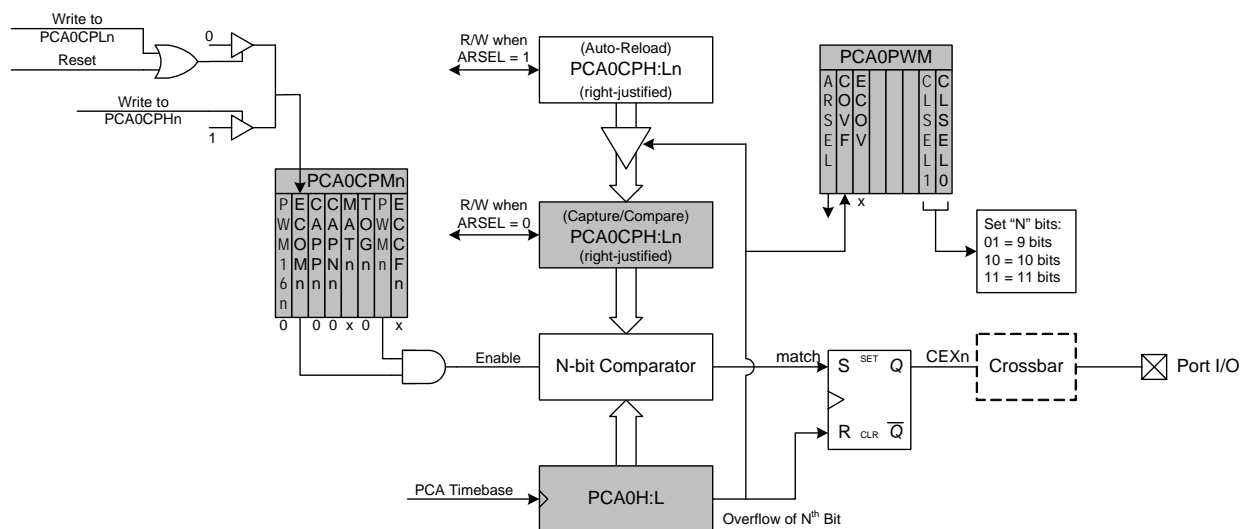 Write to
PCA0CPLn
Reset
0
Write to
PCA0CPHn
1
R/W when
ARSEL = 1
(Auto-Reload)
PCA0CPH:Ln
(right-justified)
PCA0PWM
ARSEL
COVF
ECOV
CLSEL1
CLSEL0
x
Set “N” bits:
01 = 9 bits
10 = 10 bits
11 = 11 bits
PCA0CPMn
PWM16n
ECOMn
CAPPn
CAPNn
MATn
TOGn
PWMn
ECCFn
0
0
0
x
0
x
R/W when
ARSEL = 0
(Capture/Compare)
PCA0CPH:Ln
(right-justified)
Enable
N-bit Comparator
match
S SET Q
R CLR Q
CEXn
Crossbar
Port I/O
PCA Timebase
PCA0H:L
Overflow of Nth Bit